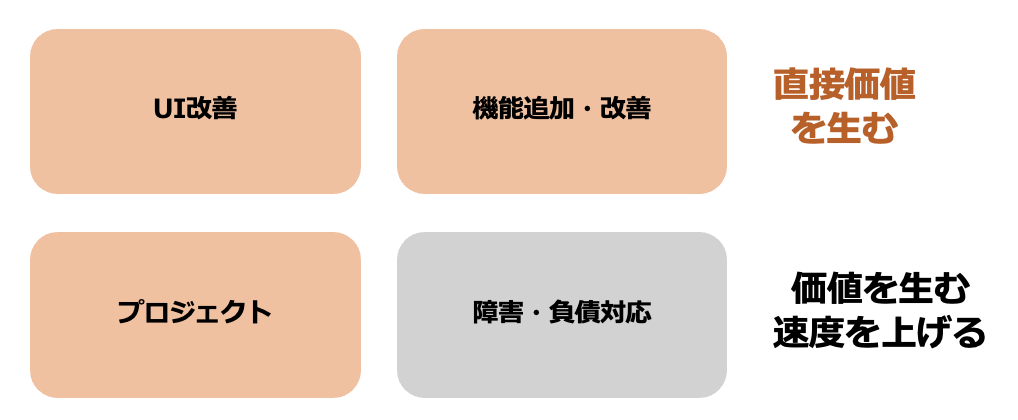 UI改善
機能追加・改善
直接価値
を生む
プロジェクト
障害・負債対応
価値を生む
速度を上げる